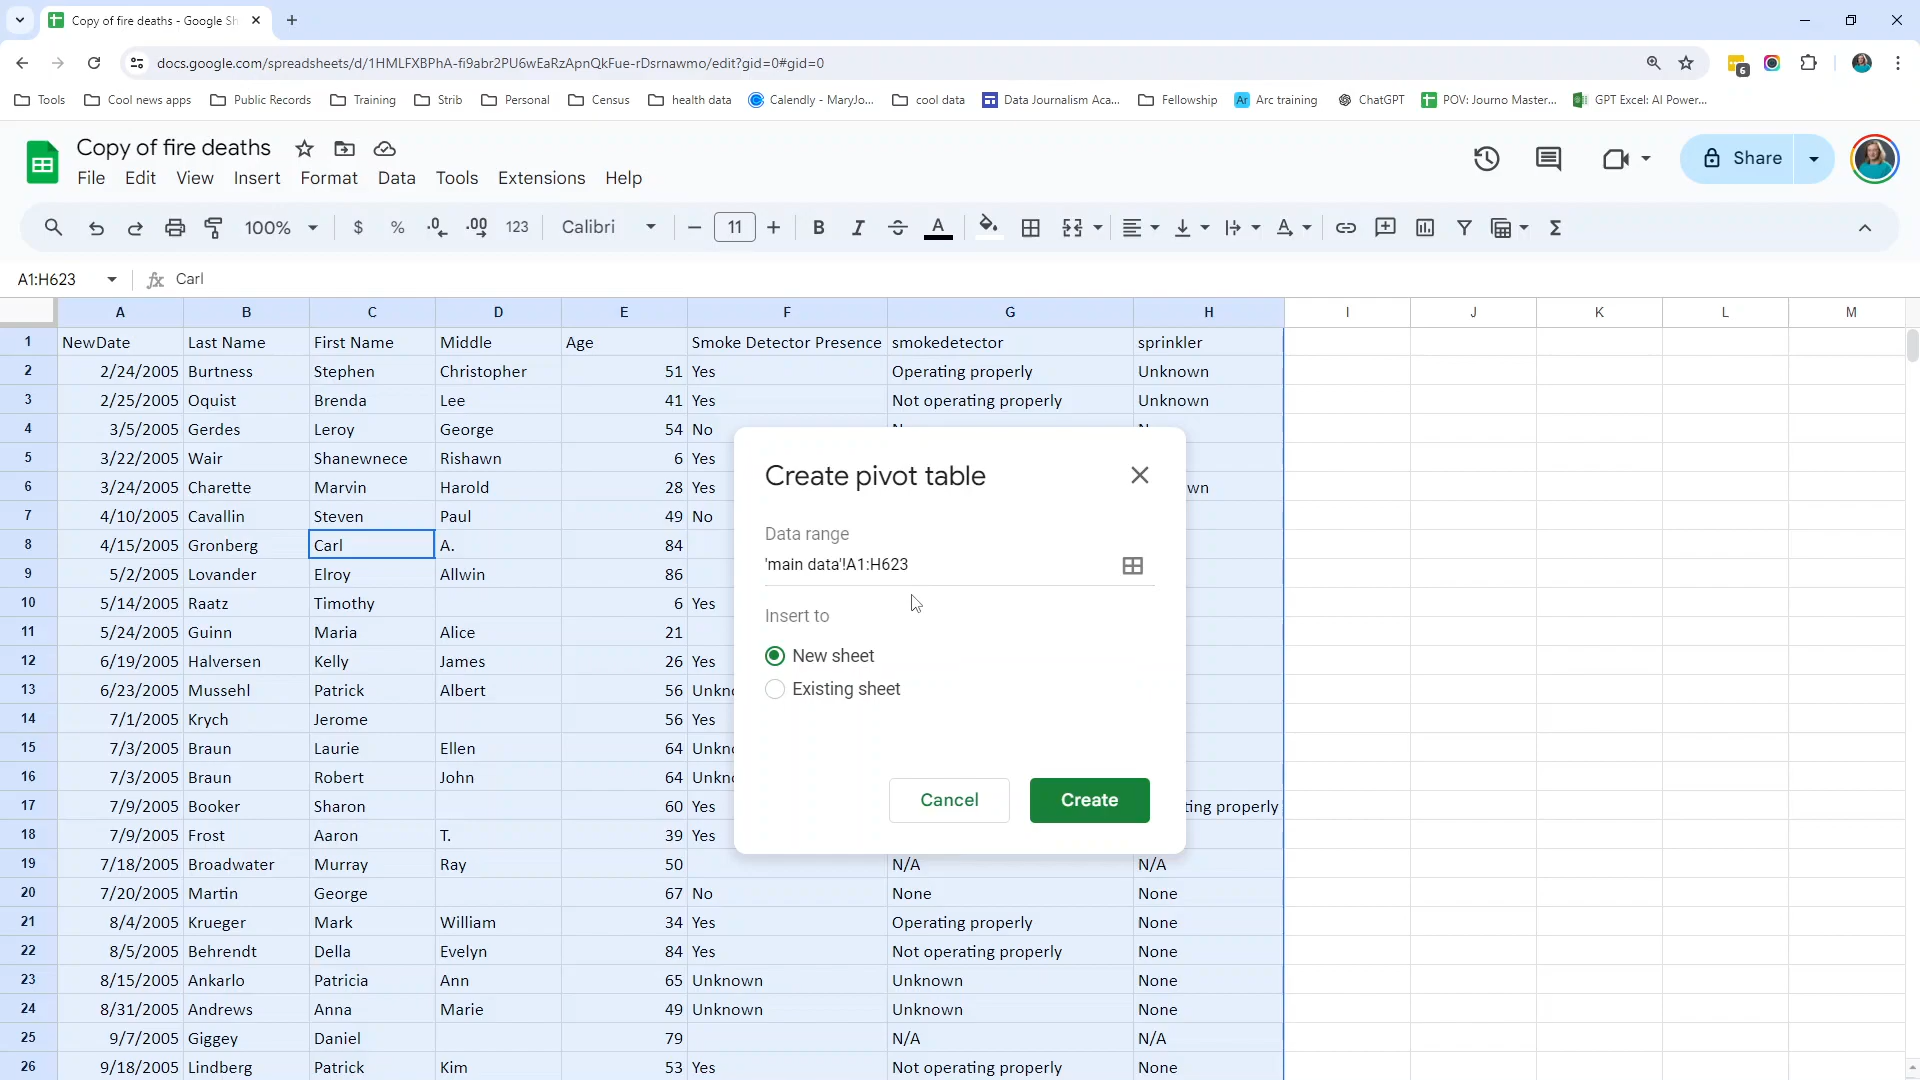 Copy of fire deaths - Google Sh
docs.google.com/spreadsheets/d/1HMLFXBPhA-fi9abr2PU6wEaRzApnQkFue-rDsrnawmo/edit?gid=0#gid=0
6
Tools Cool news apps Public Records Training Strib Personal Census health data Calendly - MaryJo... cool data Data Journalism Aca... Fellowship Ar Arc training ChatGPT POV: Journo Master... GPT Excel: AI Power...
Copy of fire deaths
File Edit View Insert Format Data Tools Extensions Help
Share
100% $ % .0 .00 123 Calibri 11 B I S A
A1:H623 fx Carl
A B C D E F G H I J K L M
1 NewDate Last Name First Name Middle Age Smoke Detector Presence smokedetector sprinkler
2 2/24/2005 Burtness Stephen Christopher 51 Yes Operating properly Unknown
3 2/25/2005 Oquist Brenda Lee 41 Yes Not operating properly Unknown
4 3/5/2005 Gerdes Leroy George 54 No
5 3/22/2005 Wair Shanewnece Rishawn 6 Yes
6 3/24/2005 Charette Marvin Harold 28 Yes wn
7 4/10/2005 Cavallin Steven Paul 49 No
8 4/15/2005 Gronberg Carl A. 84
9 5/2/2005 Lovander Elroy Allwin 86
10 5/14/2005 Raatz Timothy 6 Yes
11 5/24/2005 Guinn Maria Alice 21
12 6/19/2005 Halversen Kelly James 26 Yes
13 6/23/2005 Mussehl Patrick Albert 56 Unkn
14 7/1/2005 Krych Jerome 56 Yes
15 7/3/2005 Braun Laurie Ellen 64 Unkn
16 7/3/2005 Braun Robert John 64 Unkn
17 7/9/2005 Booker Sharon 60 Yes ting properly
18 7/9/2005 Frost Aaron T. 39 Yes
19 7/18/2005 Broadwater Murray Ray 50 N/A N/A
20 7/20/2005 Martin George 67 No None None
21 8/4/2005 Krueger Mark William 34 Yes Operating properly None
22 8/5/2005 Behrendt Della Evelyn 84 Yes Not operating properly None
23 8/15/2005 Ankarlo Patricia Ann 65 Unknown Unknown None
24 8/31/2005 Andrews Anna Marie 49 Unknown Unknown None
25 9/7/2005 Giggey Daniel 79 N/A N/A
26 9/18/2005 Lindberg Patrick Kim 53 Yes Not operating properly None
Create pivot table
Data range
'main data'!A1:H623
Insert to
New sheet
Existing sheet
Cancel Create